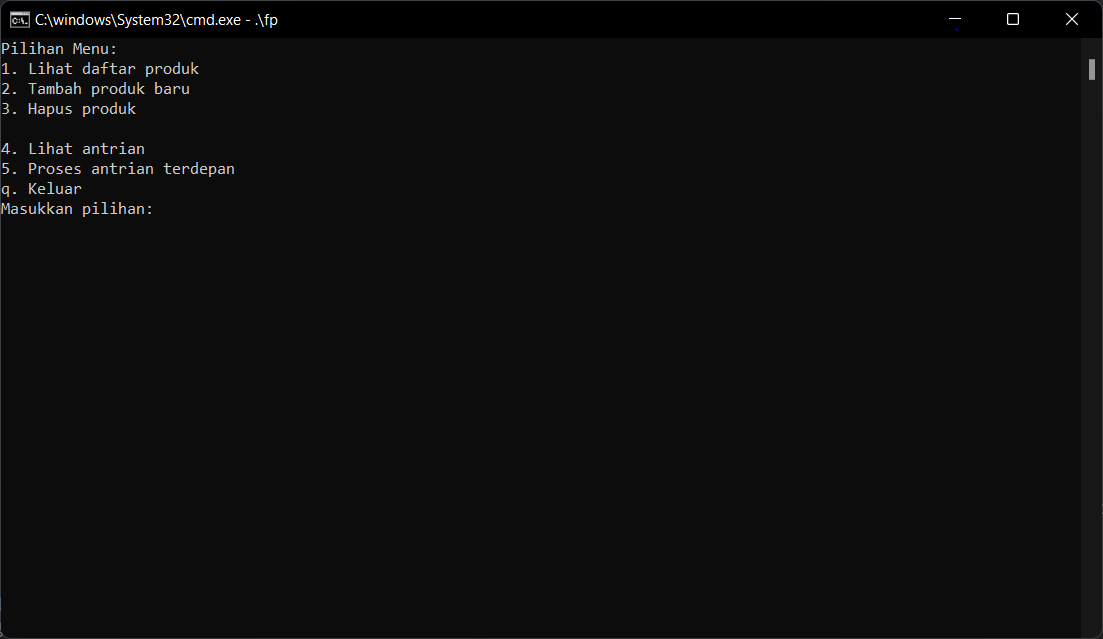 C:\windows\System32\cmd.exe - .\fp
Pilihan Menu:
1. Lihat daftar produk
2. Tambah produk baru
3. Hapus produk
4. Lihat antrian
5. Proses antrian terdepan
q. Keluar
Masukkan pilihan: